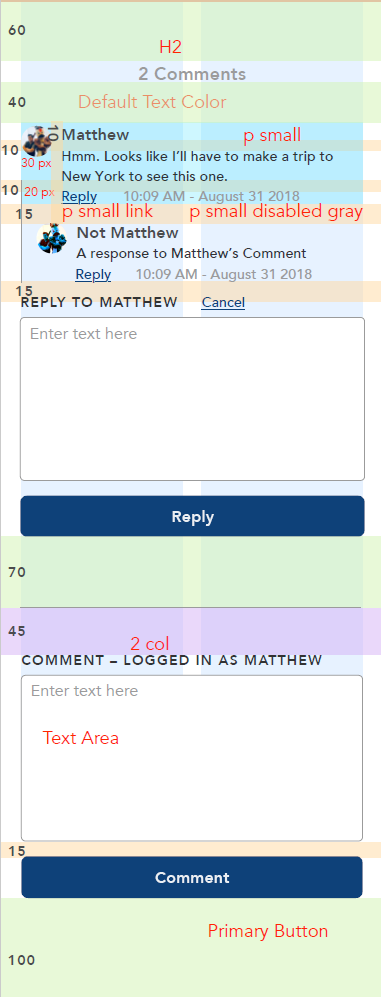 60
H2
2 Comments
40
Default Text Color
10
Matthew
p small
10
Hmm. Looks like I'll have to make a trip to
30 px
New York to see this one.
10
20 px
Reply
10:09 AM - August 31 2018
15
p small link
p small disabled gray
Not Matthew
A response to Matthew's Comment
Reply
10:09 AM - August 31 2018
15
REPLY TO MATTHEW
Cancel
Enter text here
Reply
70
45
2 col
COMMENT – LOGGED IN AS MATTHEW
Enter text here
Text Area
15
Comment
Primary Button
100